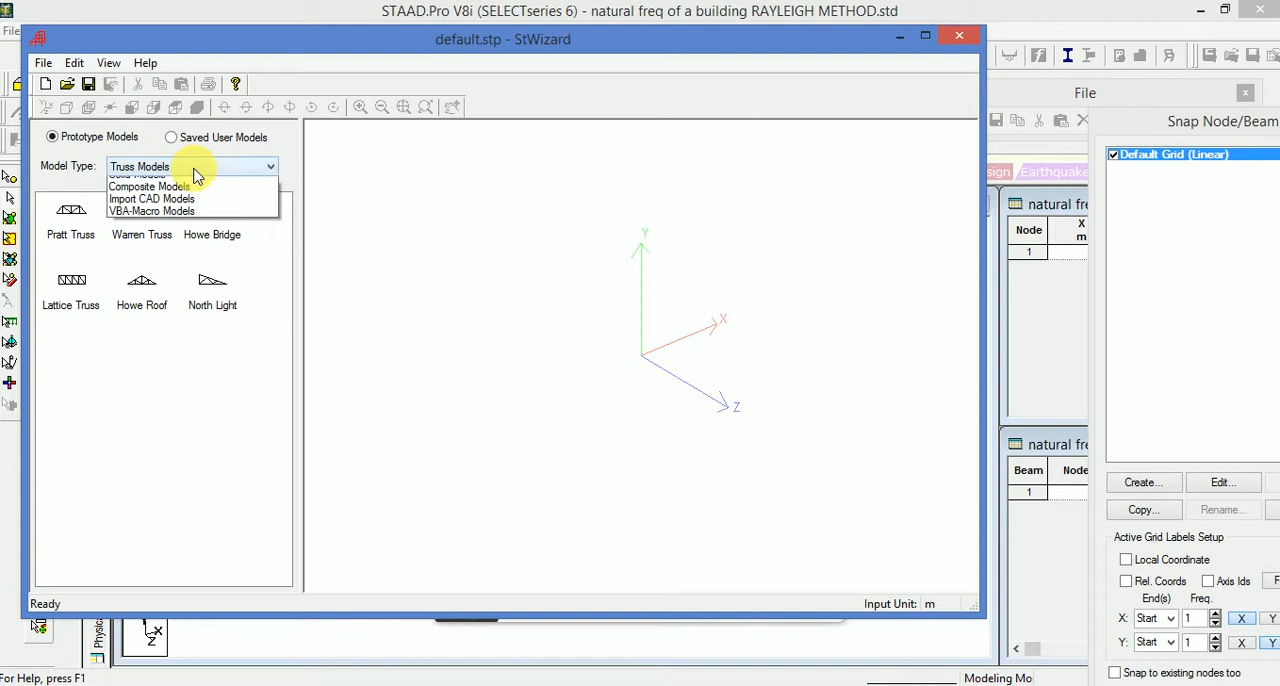 STAAD.Pro V8i (SELECTseries 6) - natural freq of a building RAYLEIGH METHOD.std
default.stp - StWizard
File
File Edit View Help
File
Prototype Models Saved User Models
Snap Node/Beam
Model Type: Truss Models
Composite Models
Import CAD Models
VBA-Macro Models
Default Grid (Linear)
sign Earthquake
natural fre
Node X
m
1
Pratt Truss Warren Truss Howe Bridge
Lattice Truss Howe Roof North Light
Y
X
Z
natural fre
Beam Node
1
Create... Edit...
Copy... Rename...
Active Grid Labels Setup
Local Coordinate
Rel. Coords Axis Ids F
End(s) Freq.
X: Start 1 X Y
Y: Start 1 X Y
Snap to existing nodes too
Ready Input Unit: m
Physic
X
Z
For Help, press F1 Modeling Mo